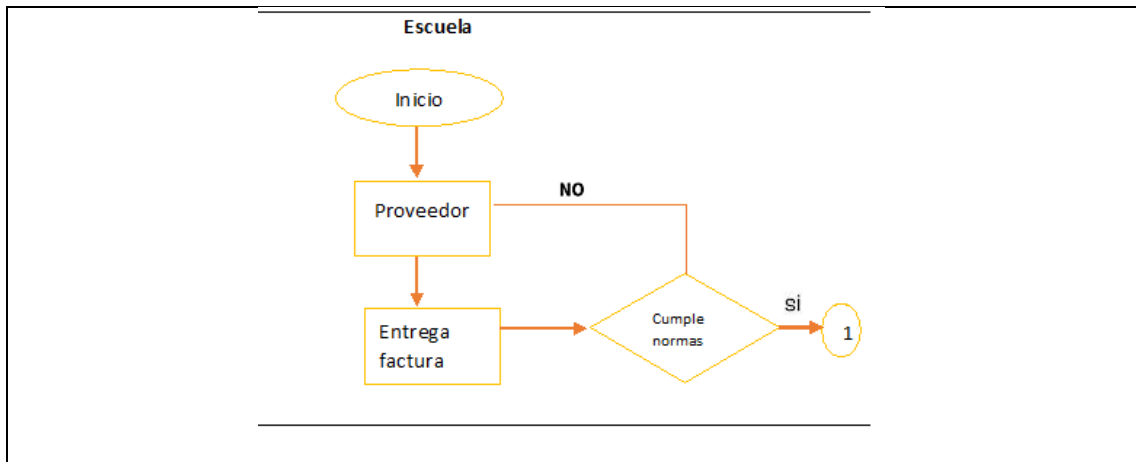 Escuela
Inicio
NO
Proveedor
si
Entrega
factura
Cumple
normas
1